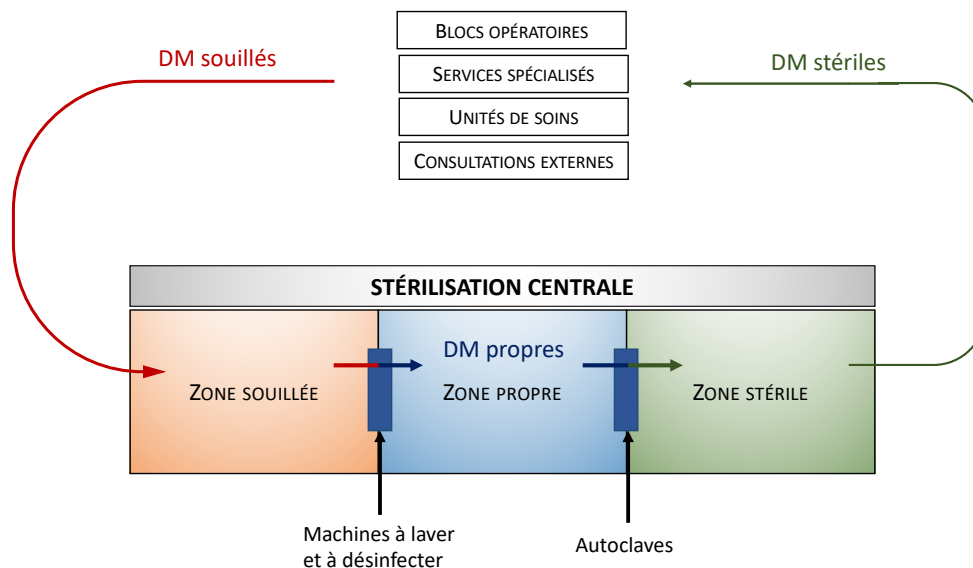 BLOCS OPÉRATOIRES
DM souillés
DM stériles
SERVICES SPÉCIALISÉS
UNITÉS DE SOINS
CONSULTATIONS EXTERNES
STÉRILISATION CENTRALE
DM propres
ZONE SOUILLÉE
ZONE PROPRE
ZONE STÉRILE
Machines à laver
et à désinfecter
Autoclaves